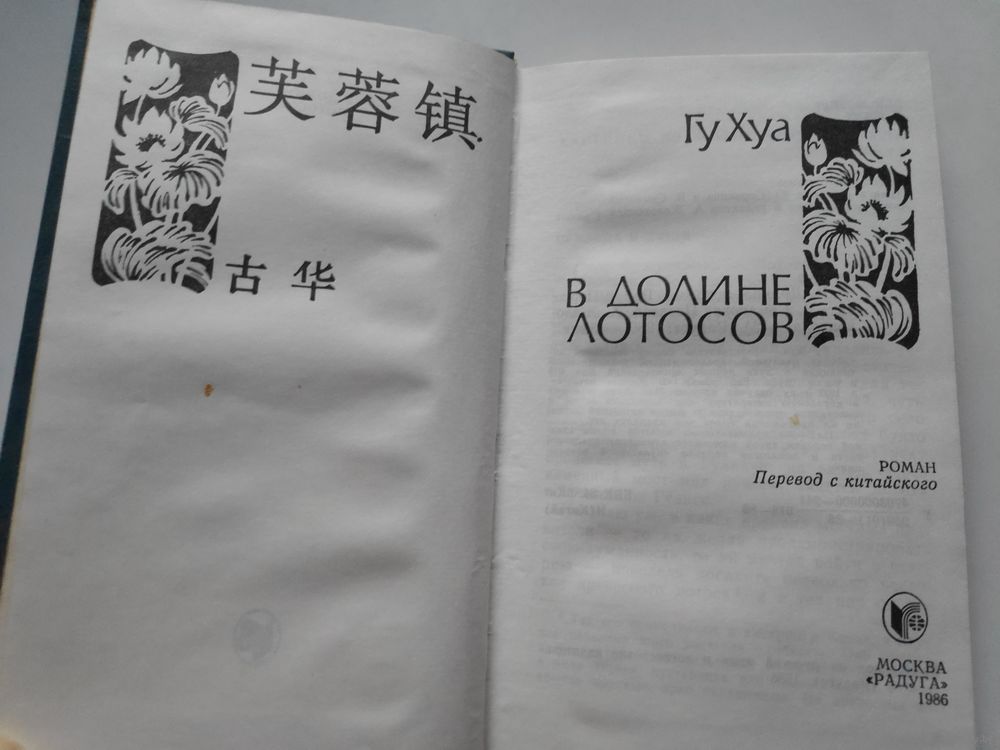 芙蓉镇
古华
Гу Хуа
В ДОЛИНЕ
ЛОТОСОВ
РОМАН
Перевод с китайского
МОСКВА
«РАДУГА»
1986